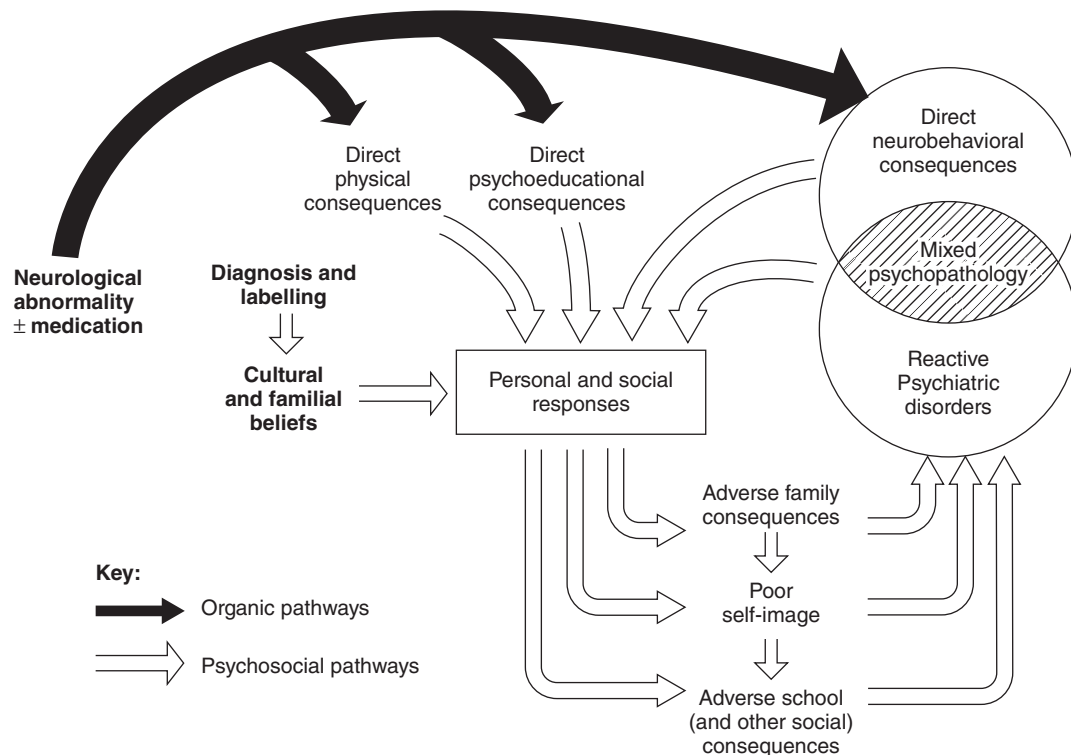 Direct
neurobehavioral
consequences
Direct
physical
consequences
Direct
psychoeducational
consequences
Mixed
psychopathology
Neurological
abnormality
± medication
Diagnosis and
labelling
Cultural
and familial
beliefs
Personal and social
responses
Reactive
Psychiatric
disorders
Adverse family
consequences
Poor
self-image
Adverse school
(and other social)
consequences
Key:
Organic pathways
Psychosocial pathways